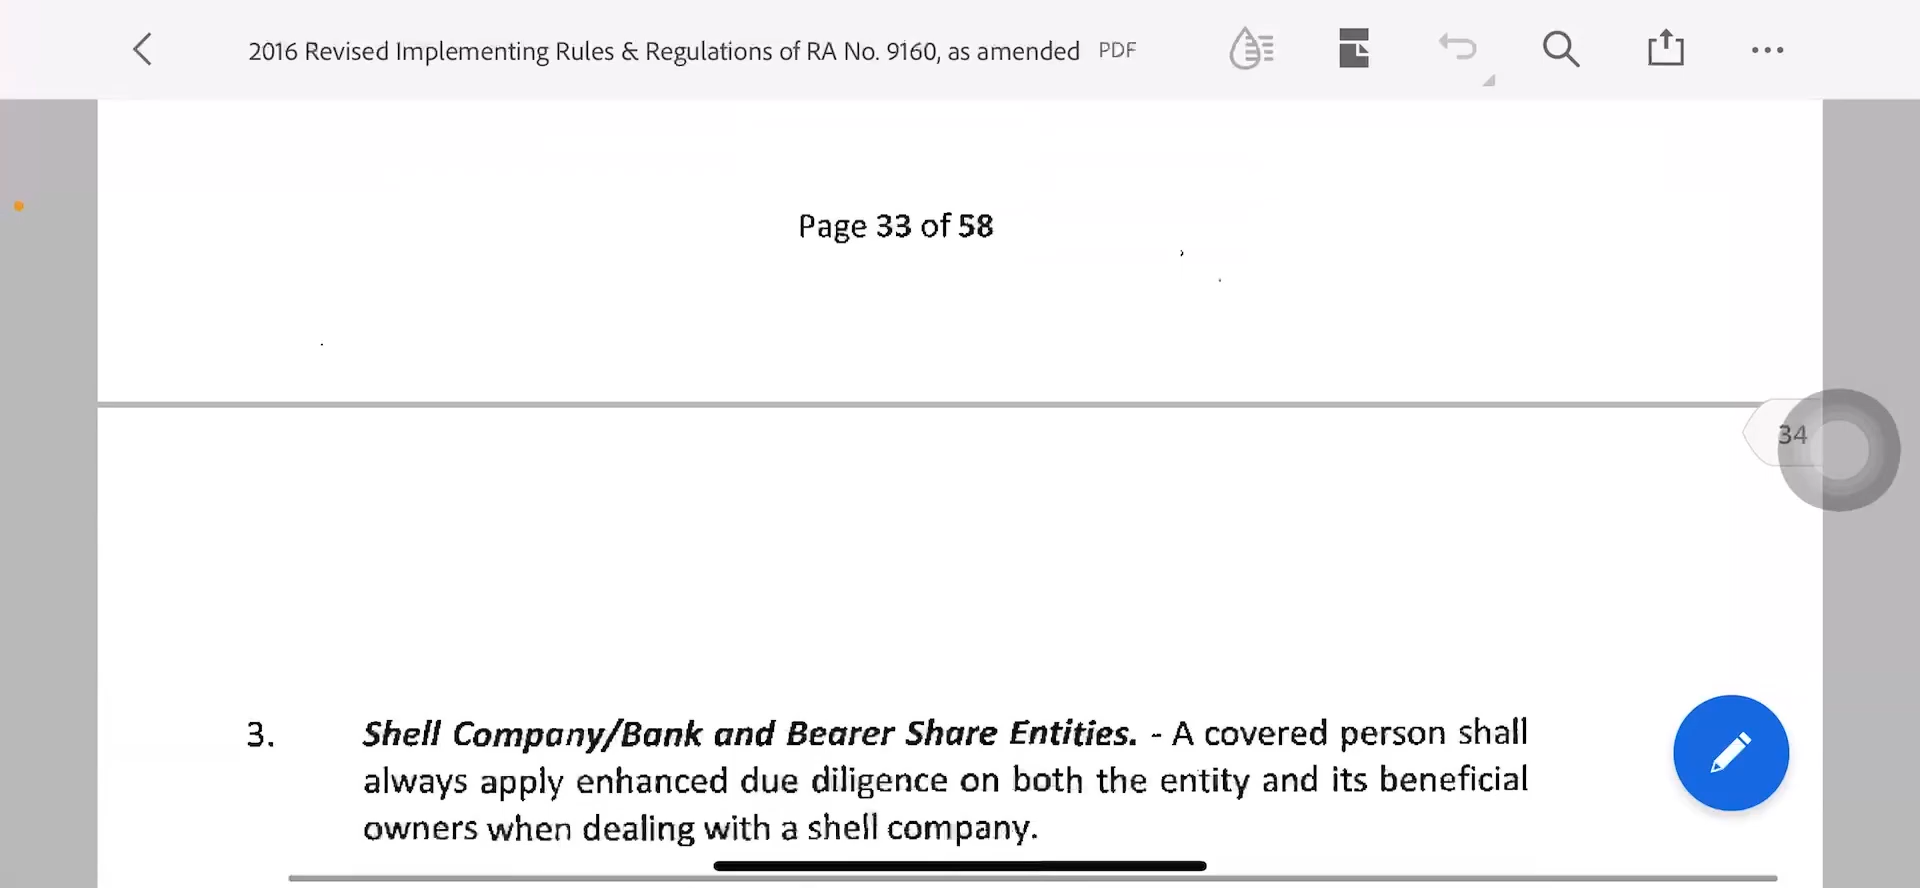 2016 Revised Implementing Rules & Regulations of RA No. 9160, as amended PDF
Page 33 of 58
34
3. Shell Company/Bank and Bearer Share Entities. - A covered person shall
always apply enhanced due diligence on both the entity and its beneficial
owners when dealing with a shell company.